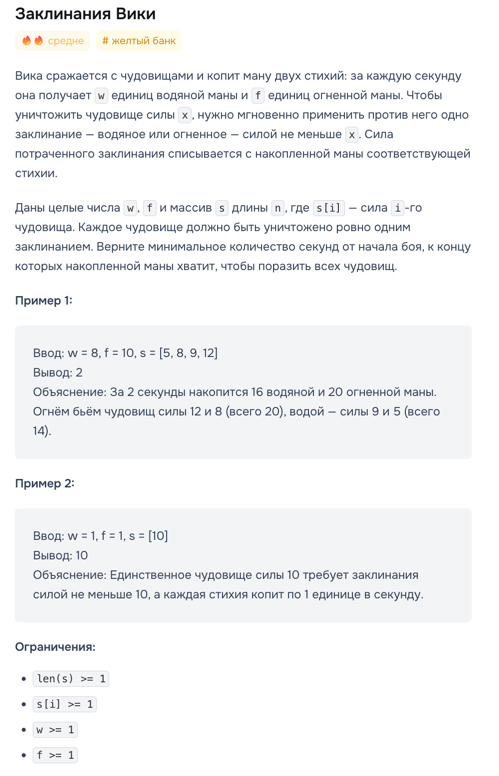 Заклинания Вики
🔥🔥 средне # желтый банк
Вика сражается с чудовищами и копит ману двух стихий: за каждую секунду
она получает w единиц водяной маны и f единиц огненной маны. Чтобы
уничтожить чудовище силы x, нужно мгновенно применить против него одно
заклинание — водяное или огненное — силой не меньше x. Сила
потраченного заклинания списывается с накопленной маны соответствующей
стихии.
Даны целые числа w, f и массив s длины n, где s[i] — сила i-го
чудовища. Каждое чудовище должно быть уничтожено ровно одним
заклинанием. Верните минимальное количество секунд от начала боя, к концу
которых накопленной маны хватит, чтобы поразить всех чудовищ.
Пример 1:
Ввод: w = 8, f = 10, s = [5, 8, 9, 12]
Вывод: 2
Объяснение: За 2 секунды накопится 16 водяной и 20 огненной маны.
Огнём бьём чудовищ силы 12 и 8 (всего 20), водой — силы 9 и 5 (всего
14).
Пример 2:
Ввод: w = 1, f = 1, s = [10]
Вывод: 10
Объяснение: Единственное чудовище силы 10 требует заклинания
силой не меньше 10, а каждая стихия копит по 1 единице в секунду.
Ограничения:
• len(s) >= 1
• s[i] >= 1
• w >= 1
• f >= 1